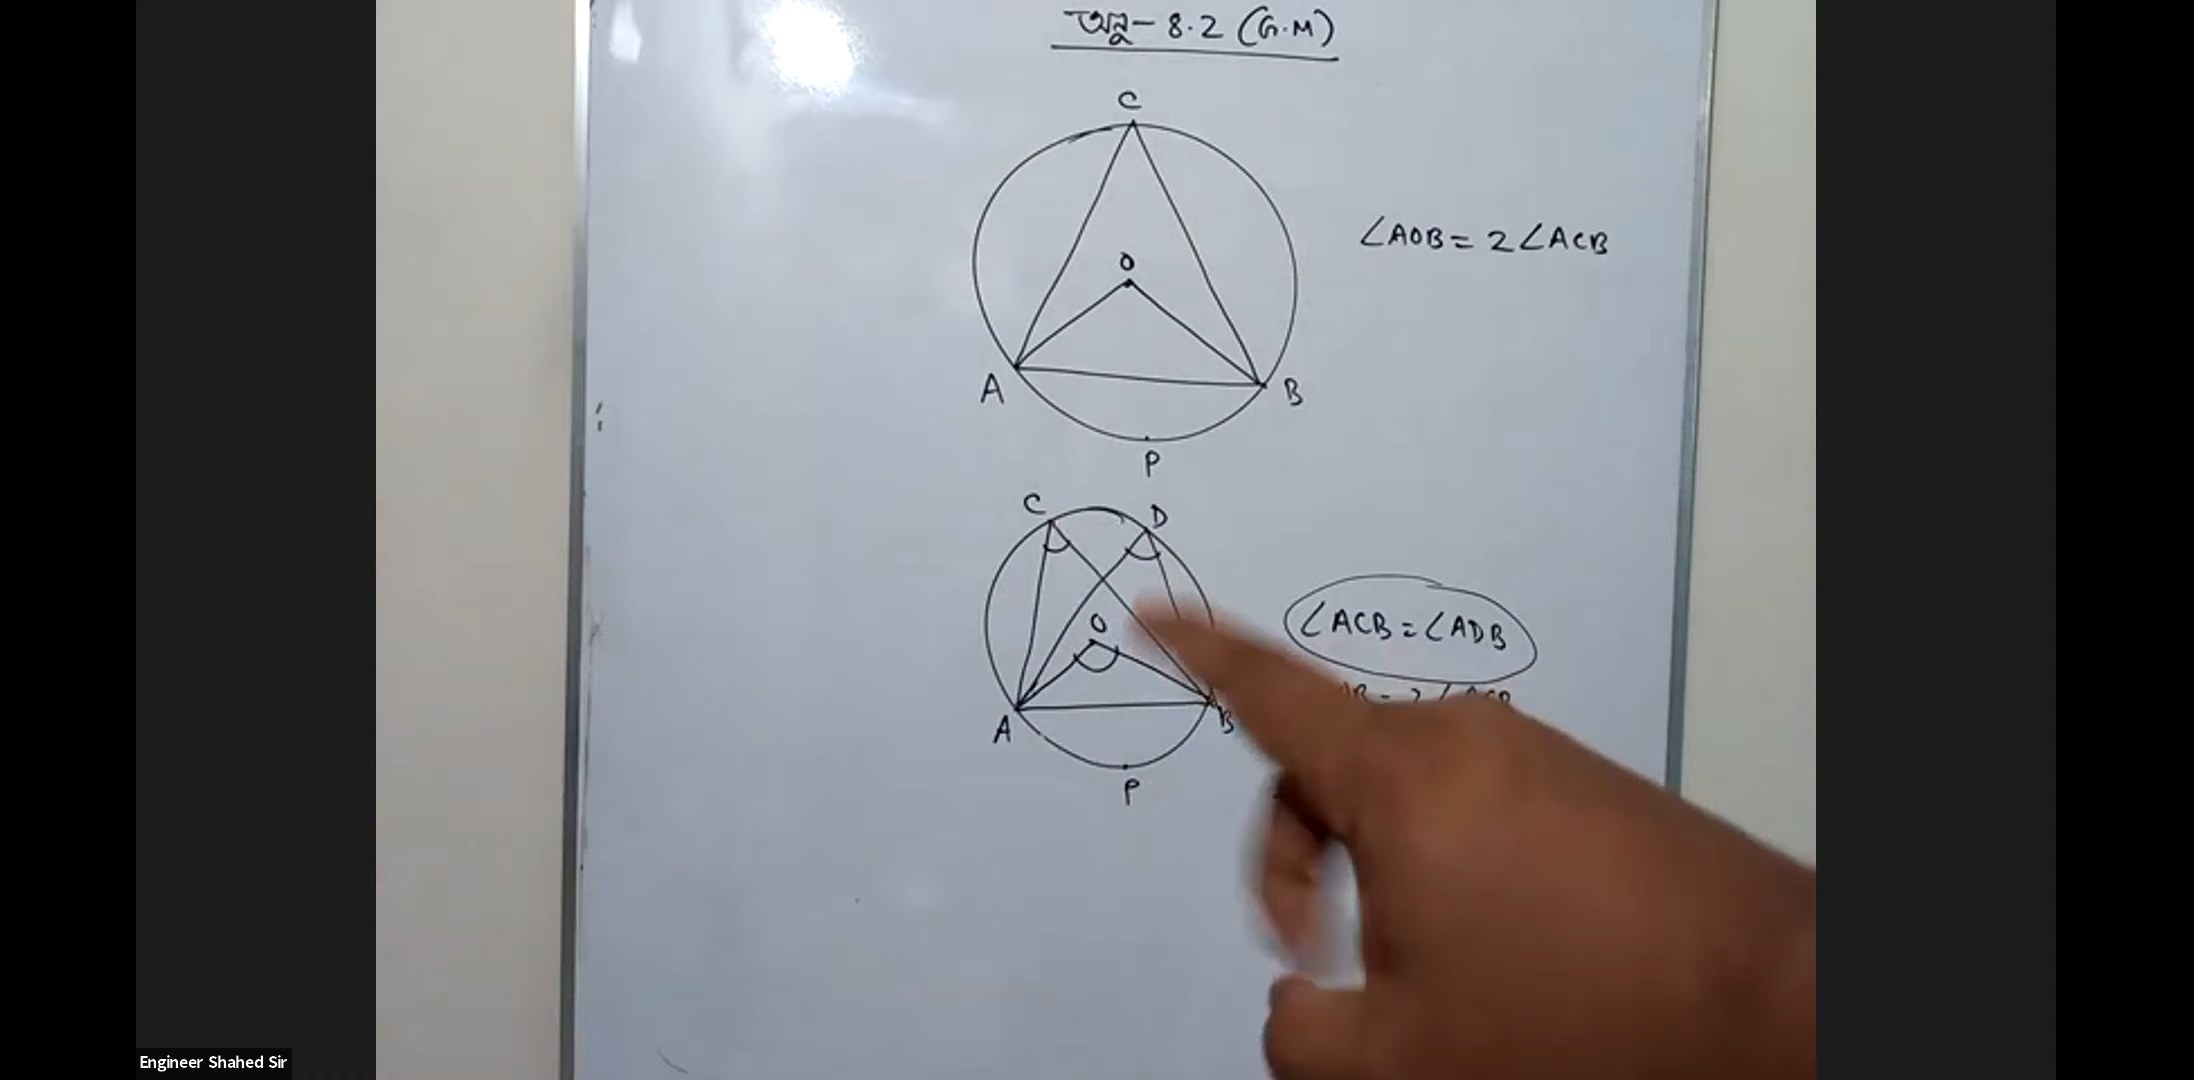 অনু- 8.2 (G.M)
C
O
∠AOB = 2∠ACB
A
B
P
C
D
O
∠ACB = ∠ADB
A
B
P
Engineer Shahed Sir